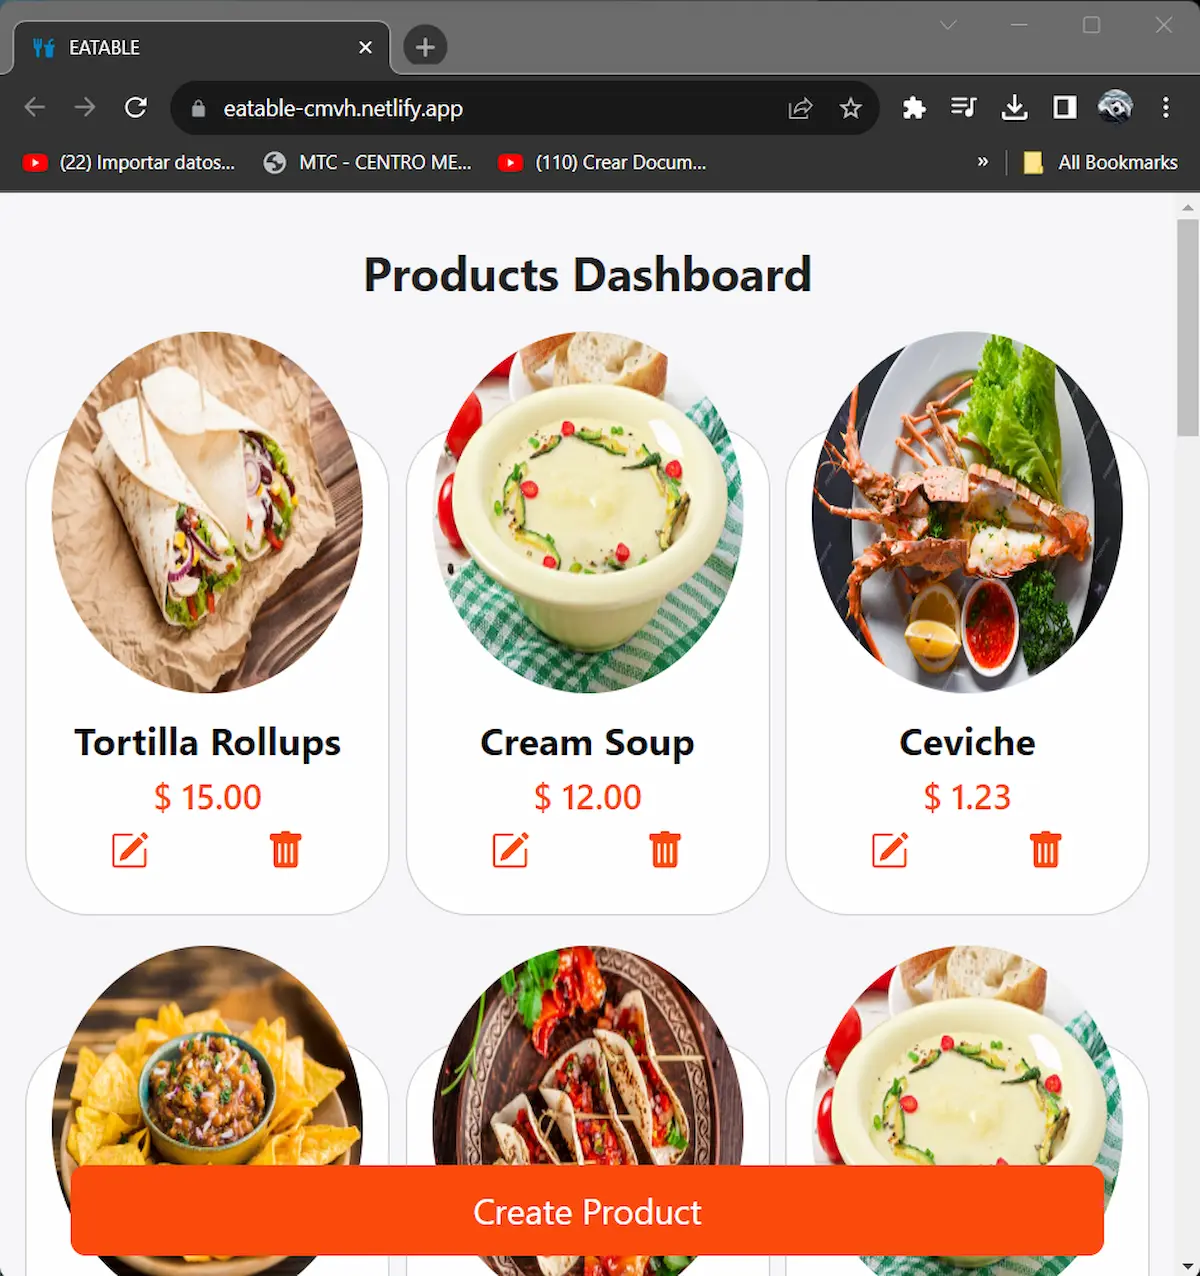 EATABLE
eatable-cmvh.netlify.app
(22) Importar datos...
MTC - CENTRO ME...
(110) Crear Docum...
»
All Bookmarks
Products Dashboard
Tortilla Rollups
$ 15.00
Cream Soup
$ 12.00
Ceviche
$ 1.23
Create Product